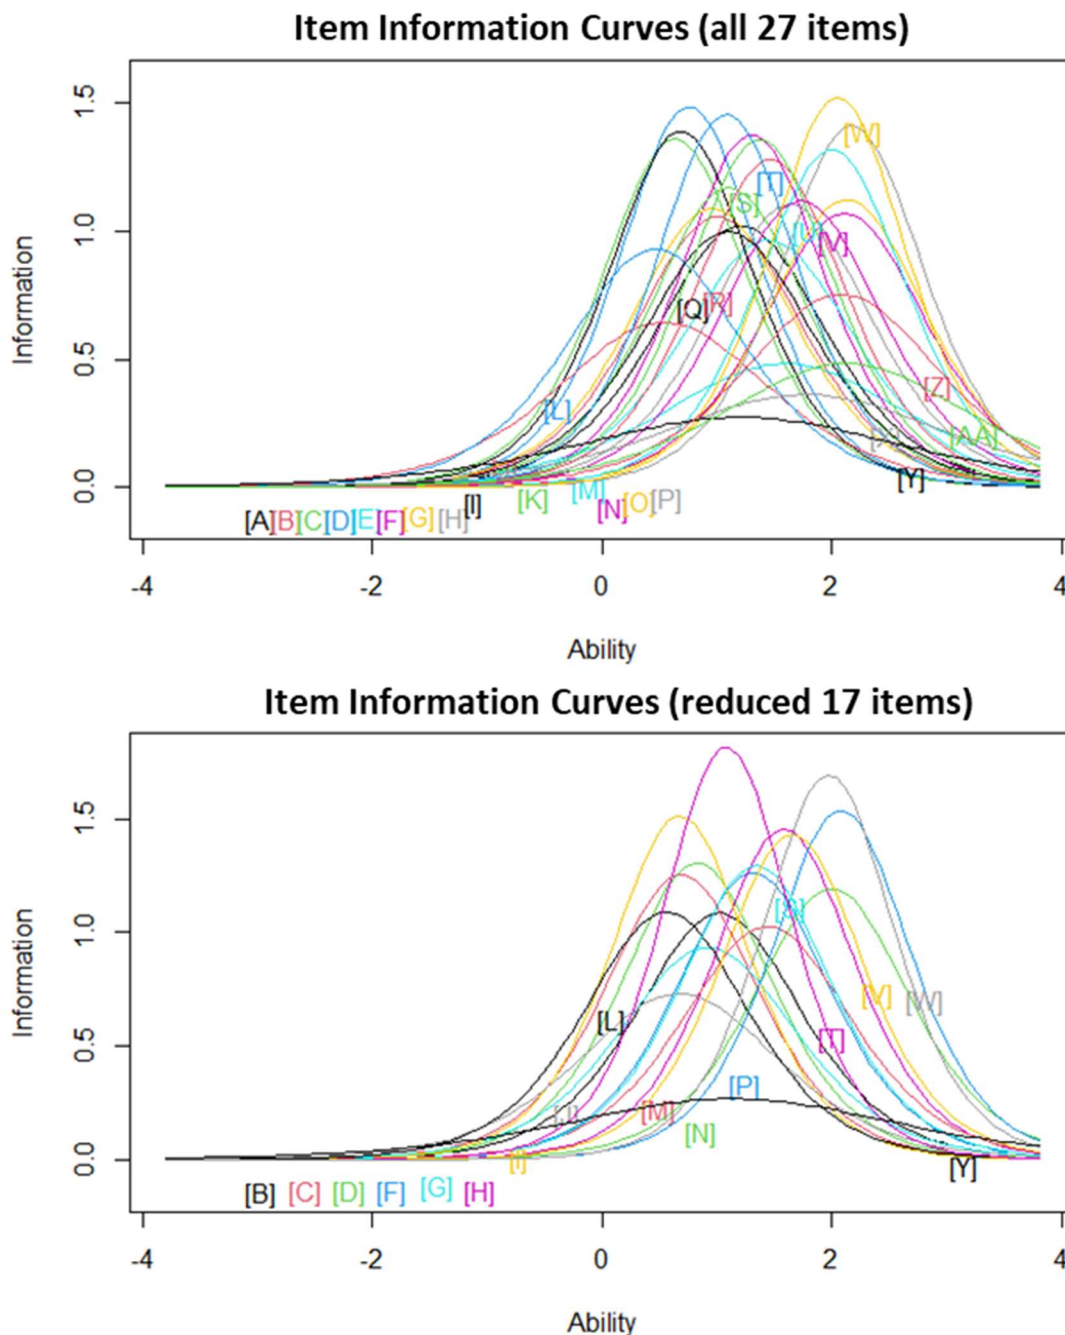 Item Information Curves (all 27 items)
1.5
1.0
0.5
0.0
Information
[W]
[T]
[S]
[U]
[V]
[Q]
[R]
[L]
[Z]
[X]
[AA]
[Y]
[I]
[K]
[M]
[N]
[O]
[P]
[A]
[B]
[C]
[D]
[E]
[F]
[G]
[H]
-4 -2 0 2 4
Ability
Item Information Curves (reduced 17 items)
1.5
1.0
0.5
0.0
Information
[V]
[W]
[L]
[T]
[P]
[J]
[M]
[N]
[I]
[Y]
[B]
[C]
[D]
[F]
[G]
[H]
-4 -2 0 2 4
Ability